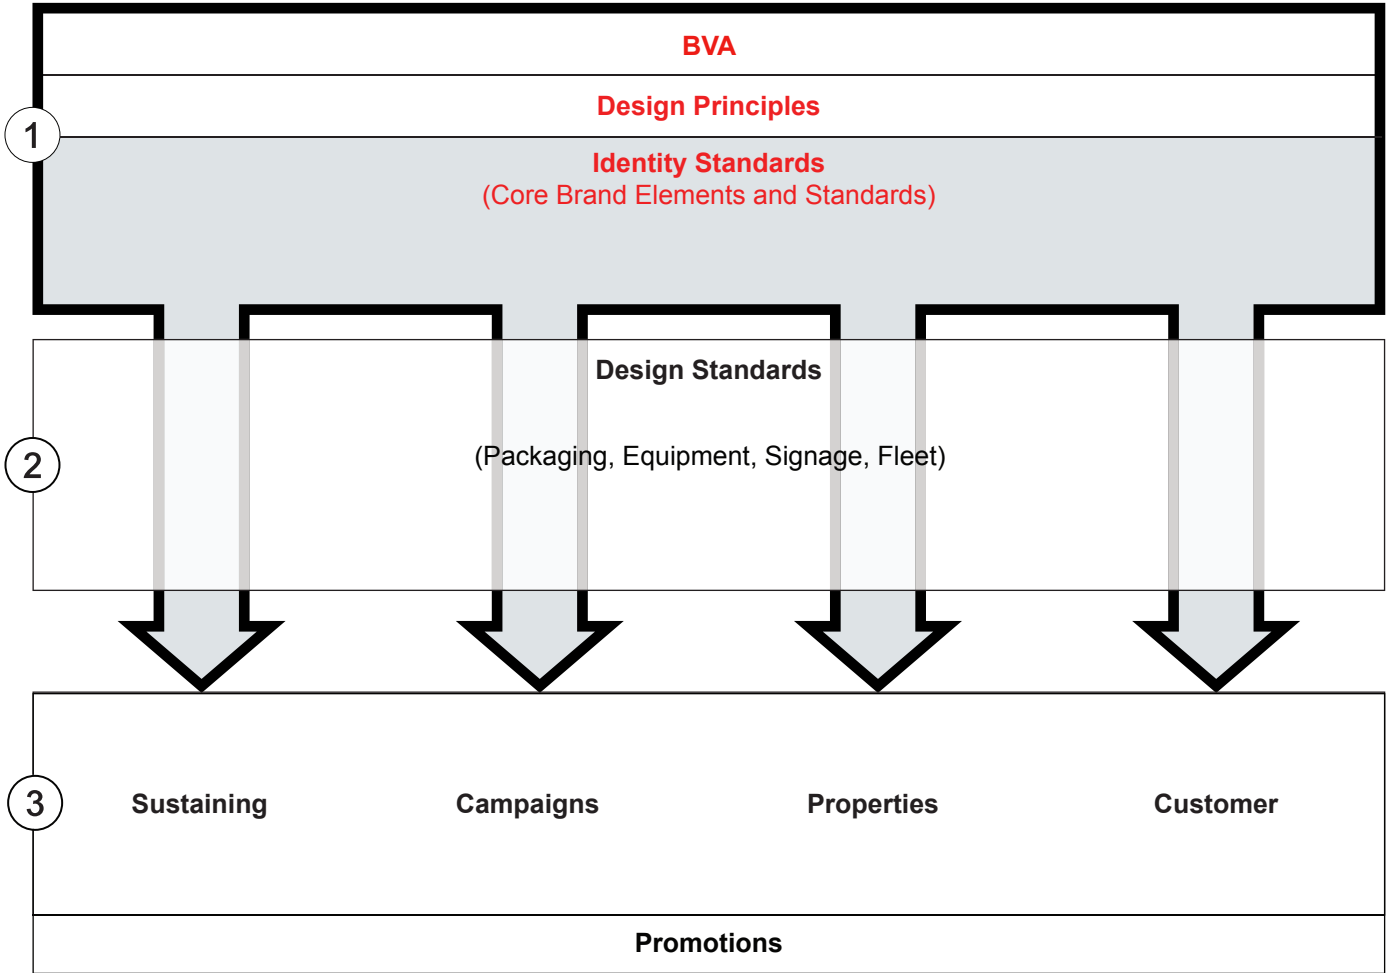 BVA
Design Principles
1
Identity Standards
(Core Brand Elements and Standards)
Design Standards
2
(Packaging, Equipment, Signage, Fleet)
3
Sustaining
Campaigns
Properties
Customer
Promotions